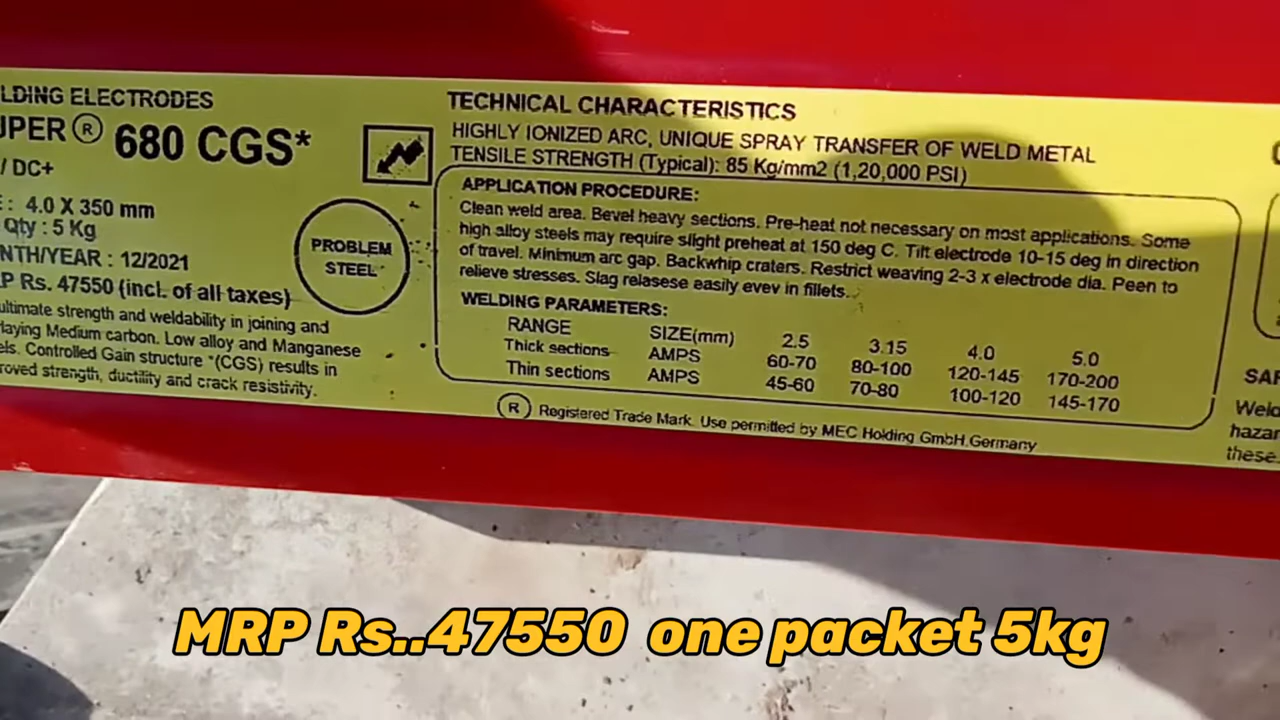 LDING ELECTRODES
UPER ® 680 CGS*
/ DC+
: 4.0 X 350 mm
Qty : 5 Kg
NTH/YEAR : 12/2021
P Rs. 47550 (incl. of all taxes)
ultimate strength and weldability in joining and
laying Medium carbon. Low alloy and Manganese
els. Controlled Gain structure *(CGS) results in
roved strength, ductility and crack resistivity.
PROBLEM
STEEL
TECHNICAL CHARACTERISTICS
HIGHLY IONIZED ARC, UNIQUE SPRAY TRANSFER OF WELD METAL
TENSILE STRENGTH (Typical): 85 Kg/mm2 (1,20,000 PSI)
APPLICATION PROCEDURE:
Clean weld area. Bevel heavy sections. Pre-heat not necessary on most applications. Some
high alloy steels may require slight preheat at 150 deg C. Tilt electrode 10-15 deg in direction
of travel. Minimum arc gap. Backwhip craters. Restrict weaving 2-3 x electrode dia. Peen to
relieve stresses. Slag relasese easily evev in fillets.
WELDING PARAMETERS:
RANGE SIZE(mm) 2.5 3.15 4.0 5.0
Thick sections AMPS 60-70 80-100 120-145 170-200
Thin sections AMPS 45-60 70-80 100-120 145-170
® Registered Trade Mark. Use permitted by MEC Holding GmbH,Germany
SAF
Weld
hazar
these.
MRP Rs..47550 one packet 5kg